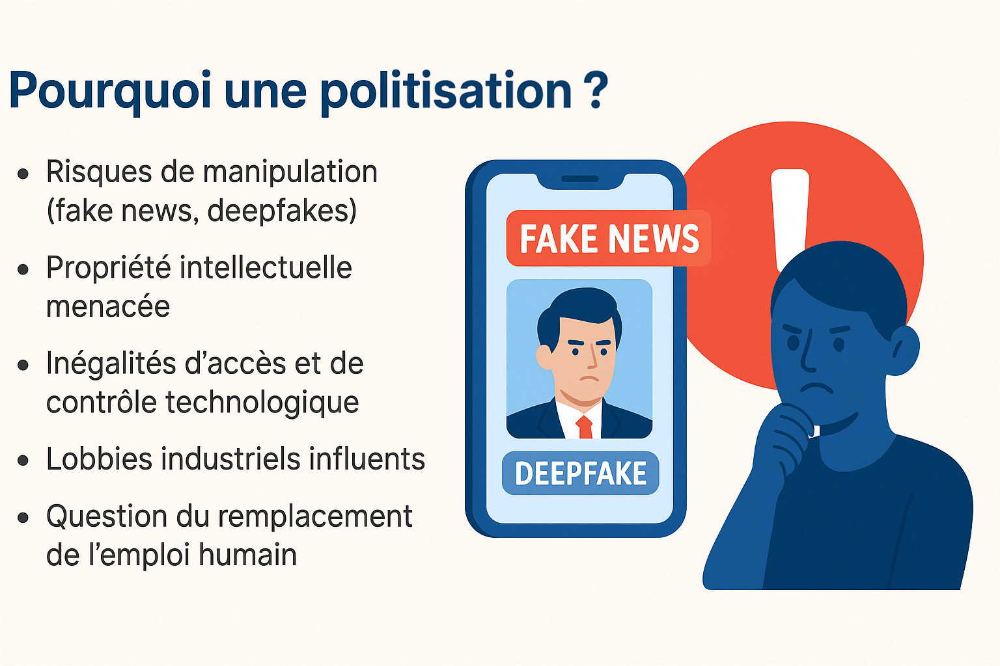 Pourquoi une politisation ?
• Risques de manipulation
(fake news, deepfakes)
• Propriété intellectuelle
menacée
• Inégalités d’accès et de
contrôle technologique
• Lobbies industriels influents
• Question du remplacement
de l’emploi humain
FAKE NEWS
DEEPFAKE